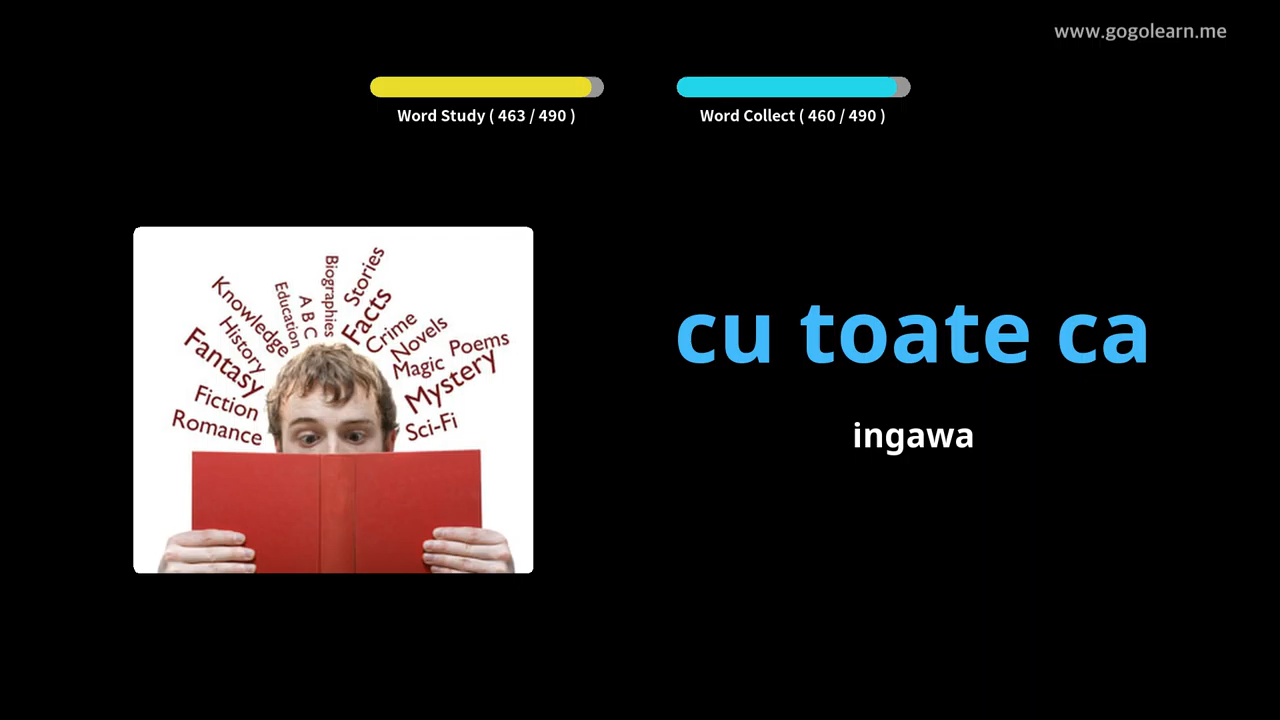 www.gogolearn.me
Word Study ( 463 / 490 )
Word Collect ( 460 / 490 )
cu toate ca
ingawa
Knowledge
History
Fantasy
Fiction
Romance
Education
A B C
Biographies
Stories
Facts
Crime
Novels
Magic
Poems
Mystery
Sci-Fi